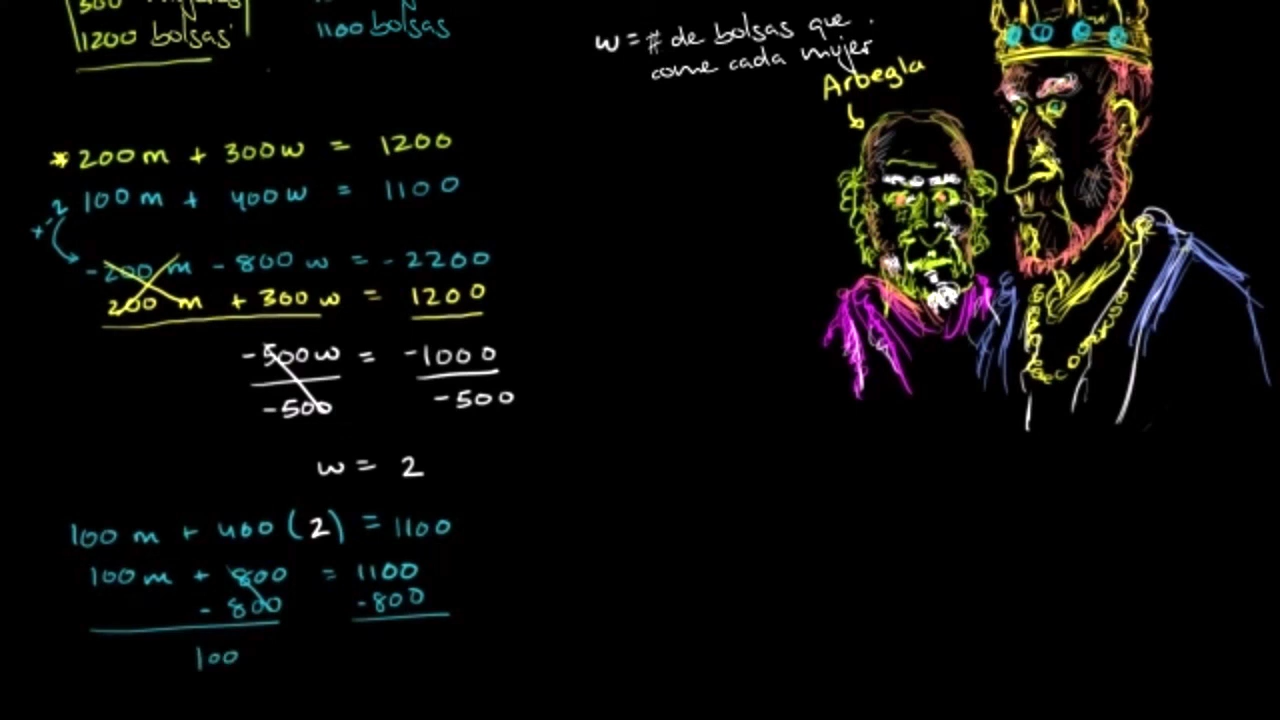 1200 bolsas
1100 bolsas
w = # de bolsas que
come cada mujer
Arbegla
* 200 m + 300 w = 1200
100 m + 400 w = 1100
x -2
-200 m - 800 w = -2200
200 m + 300 w = 1200
-500 w = -1000
-500 -500
w = 2
100 m + 400 (2) = 1100
100 m + 800 = 1100
- 800 -800
100